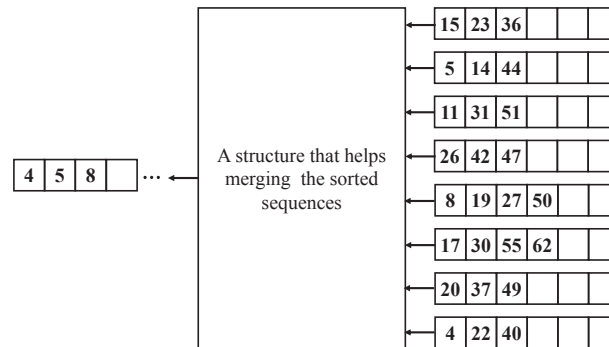 15 23 36
5 14 44
11 31 51
26 42 47
A structure that helps
merging the sorted
sequences
4 5 8 ...
8 19 27 50
17 30 55 62
20 37 49
4 22 40